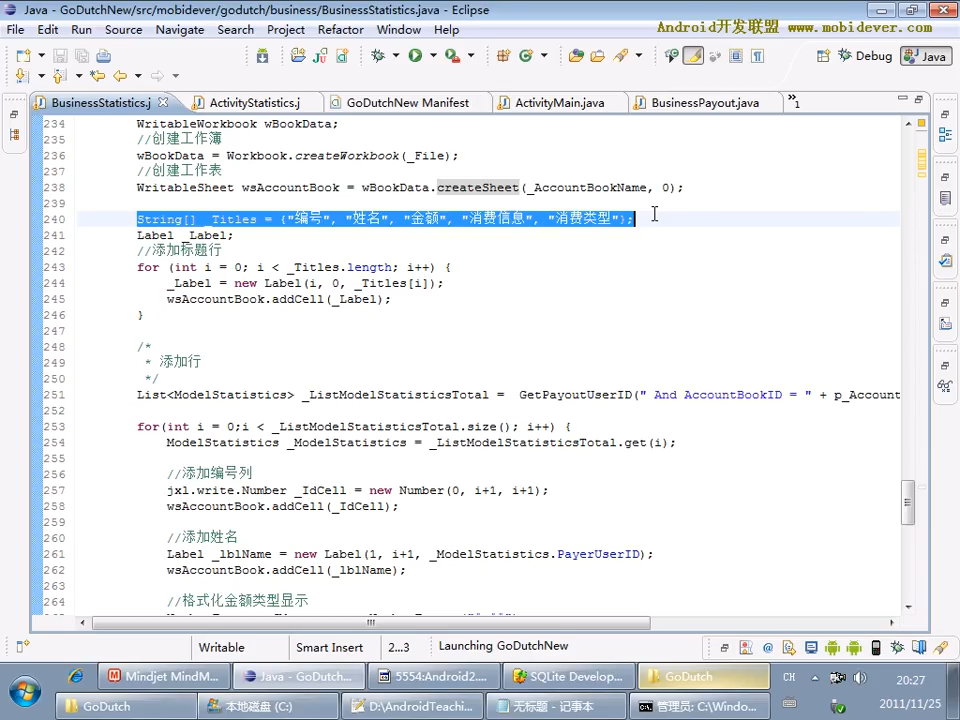 Java - GoDutchNew/src/mobidever/godutch/business/BusinessStatistics.java - Eclipse
File Edit Run Source Navigate Search Project Refactor Window Help
Android开发联盟 www.mobidever.com
Debug Java
BusinessStatistics.j ActivityStatistics.j GoDutchNew Manifest ActivityMain.java BusinessPayout.java »1
234 WritableWorkbook wBookData;
235 //创建工作簿
236 wBookData = Workbook.createWorkbook(_File);
237 //创建工作表
238 WritableSheet wsAccountBook = wBookData.createSheet(_AccountBookName, 0);
239
240 String[] _Titles = {"编号", "姓名", "金额", "消费信息", "消费类型"};
241 Label _Label;
242 //添加标题行
243 for (int i = 0; i < _Titles.length; i++) {
244 _Label = new Label(i, 0, _Titles[i]);
245 wsAccountBook.addCell(_Label);
246 }
247
248 /*
249 * 添加行
250 */
251 List<ModelStatistics> _ListModelStatisticsTotal = GetPayoutUserID(" And AccountBookID = " + p_Account
252
253 for(int i = 0;i < _ListModelStatisticsTotal.size(); i++) {
254 ModelStatistics _ModelStatistics = _ListModelStatisticsTotal.get(i);
255
256 //添加编号列
257 jxl.write.Number _IdCell = new Number(0, i+1, i+1);
258 wsAccountBook.addCell(_IdCell);
259
260 //添加姓名
261 Label _lblName = new Label(1, i+1, _ModelStatistics.PayerUserID);
262 wsAccountBook.addCell(_lblName);
263
264 //格式化金额类型显示
Writable Smart Insert 2...3 Launching GoDutchNew
Mindjet MindM... Java - GoDutch... 5554:Android2.... SQLite Develop... GoDutch CH 20:27
GoDutch 本地磁盘 (C:) D:\AndroidTeachi... 无标题 - 记事本 管理员: C:\Windo... 2011/11/25